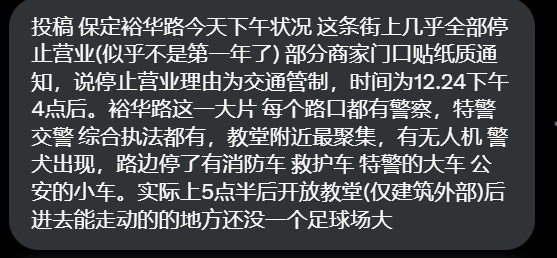 投稿 保定裕华路今天下午状况 这条街上几乎全部停
止营业(似乎不是第一年了) 部分商家门口贴纸质通
知，说停止营业理由为交通管制，时间为12.24下午
4点后。裕华路这一大片 每个路口都有警察，特警
交警 综合执法都有，教堂附近最聚集，有无人机 警
犬出现，路边停了有消防车 救护车 特警的大车 公
安的小车。实际上5点半后开放教堂(仅建筑外部)后
进去能走动的的地方还没一个足球场大